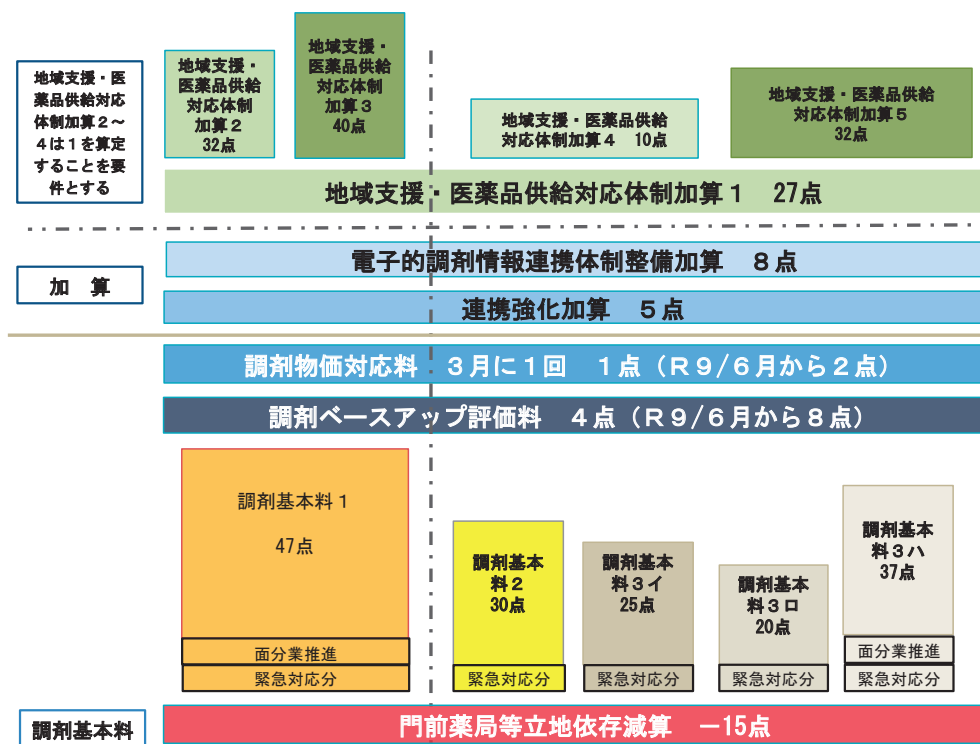 地域支援・医
薬品供給対応
体制加算２～
４は１を算定
することを要
件とする
地域支援・
医薬品供給
対応体制
加算２
32点
地域支援・
医薬品供給
対応体制
加算３
40点
地域支援・医薬品供給
対応体制加算４　10点
地域支援・医薬品供給
対応体制加算５
32点
地域支援・医薬品供給対応体制加算１　27点
加　算
電子的調剤情報連携体制整備加算　８点
連携強化加算　５点
調剤物価対応料　３月に１回　１点（Ｒ９/６月から２点）
調剤ベースアップ評価料　４点（Ｒ９/６月から８点）
調剤基本料１
47点
面分業推進
緊急対応分
調剤基本
料２
30点
緊急対応分
調剤基本
料３イ
25点
緊急対応分
調剤基本
料３ロ
20点
緊急対応分
調剤基本
料３ハ
37点
面分業推進
緊急対応分
調剤基本料
門前薬局等立地依存減算　－15点